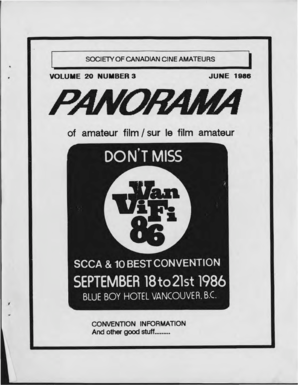 SOCIETY OF CANADIAN CINE AMATEURS
VOLUME 20 NUMBER 3 JUNE 1986
PANORAMA
of amateur film / sur le film amateur
DON'T MISS
Van
ViFi
86
SCCA & 10 BEST CONVENTION
SEPTEMBER 18 to 21st 1986
BLUE BOY HOTEL VANCOUVER, B.C.
CONVENTION INFORMATION
And other good stuff.........